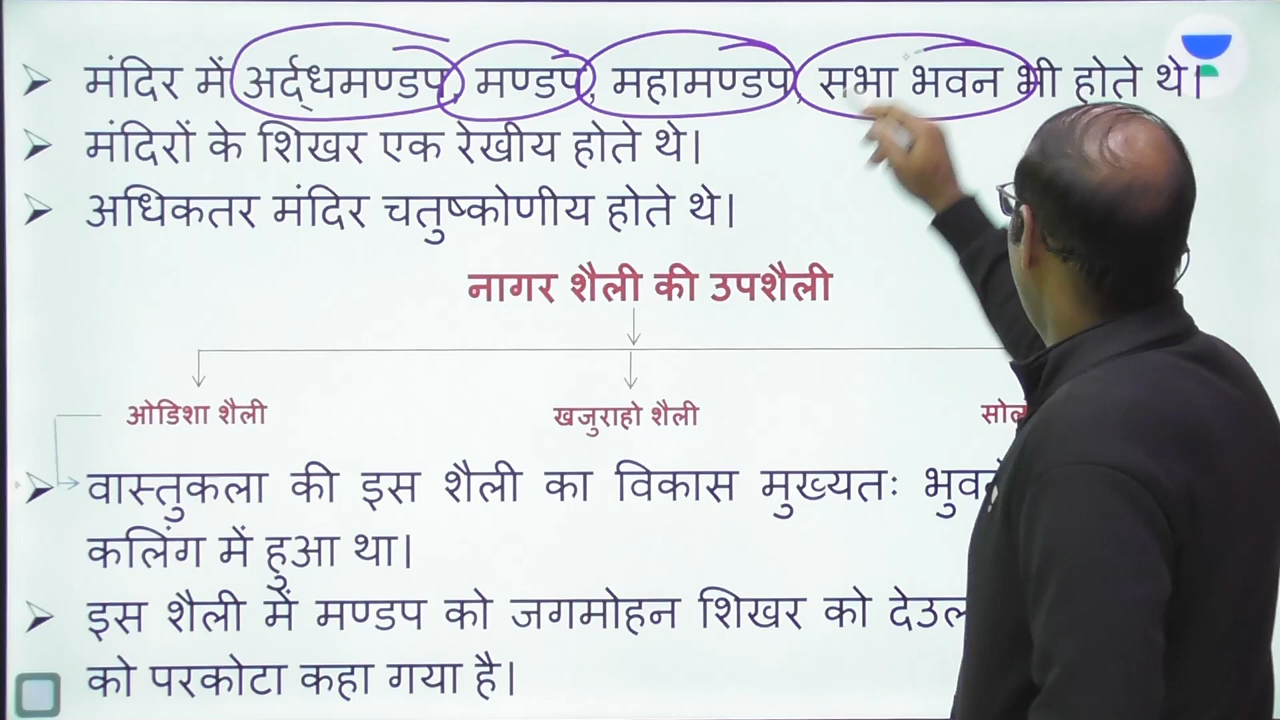 मंदिर में अर्द्धमण्डप, मण्डप, महामण्डप, सभा भवन भी होते थे।
मंदिरों के शिखर एक रेखीय होते थे।
अधिकतर मंदिर चतुष्कोणीय होते थे।
नागर शैली की उपशैली
ओडिशा शैली खजुराहो शैली
वास्तुकला की इस शैली का विकास मुख्यतः
कलिंग में हुआ था।
इस शैली में मण्डप को जगमोहन शिखर को देउल
को परकोटा कहा गया है।